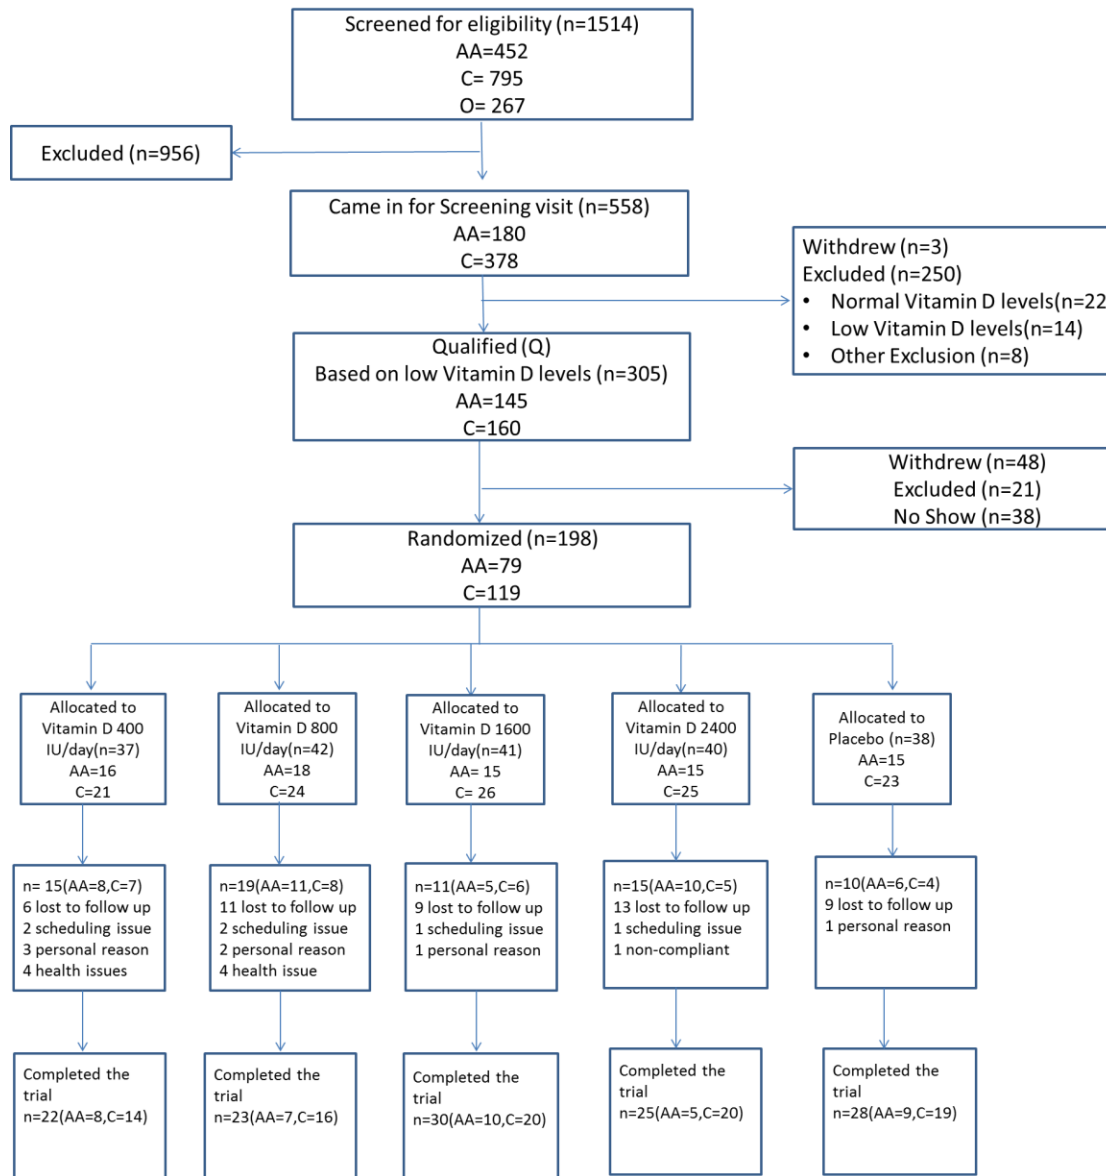 Screened for eligibility (n=1514)
AA=452
C= 795
O= 267
Excluded (n=956)
Came in for Screening visit (n=558)
AA=180
C=378
Withdrew (n=3)
Excluded (n=250)
• Normal Vitamin D levels(n=22
• Low Vitamin D levels(n=14)
• Other Exclusion (n=8)
Qualified (Q)
Based on low Vitamin D levels (n=305)
AA=145
C=160
Withdrew (n=48)
Excluded (n=21)
No Show (n=38)
Randomized (n=198)
AA=79
C=119
Allocated to
Vitamin D 400
IU/day(n=37)
AA=16
C=21
Allocated to
Vitamin D 800
IU/day(n=42)
AA=18
C=24
Allocated to
Vitamin D 1600
IU/day(n=41)
AA= 15
C= 26
Allocated to
Vitamin D 2400
IU/day(n=40)
AA=15
C=25
Allocated to
Placebo (n=38)
AA=15
C=23
n= 15(AA=8,C=7)
6 lost to follow up
2 scheduling issue
3 personal reason
4 health issues
n=19(AA=11,C=8)
11 lost to follow up
2 scheduling issue
2 personal reason
4 health issue
n=11(AA=5,C=6)
9 lost to follow up
1 scheduling issue
1 personal reason
n=15(AA=10,C=5)
13 lost to follow up
1 scheduling issue
1 non-compliant
n=10(AA=6,C=4)
9 lost to follow up
1 personal reason
Completed the
trial
n=22(AA=8,C=14)
Completed the
trial
n=23(AA=7,C=16)
Completed the
trial
n=30(AA=10,C=20)
Completed the
trial
n=25(AA=5,C=20)
Completed the
trial
n=28(AA=9,C=19)